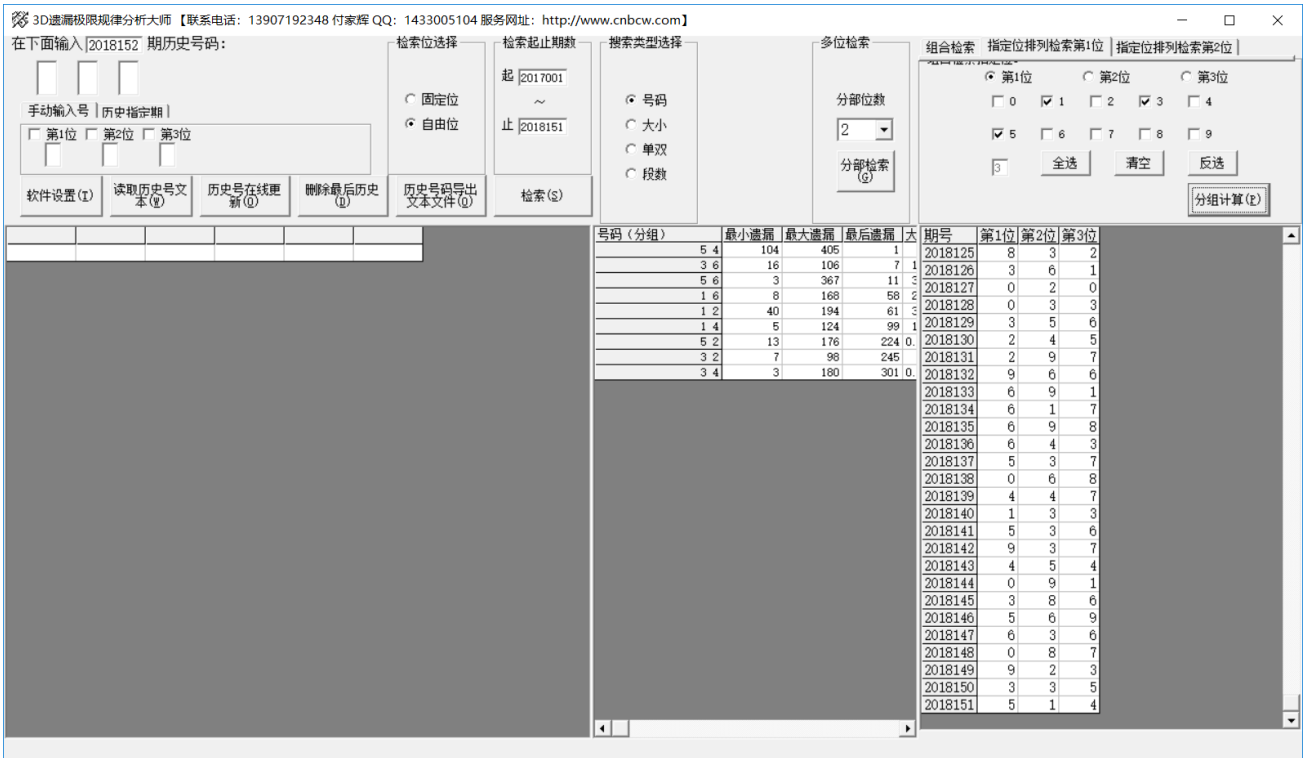 3D遗漏极限规律分析大师 【联系电话：13907192348 付家辉 QQ：1433005104 服务网址：http://www.cnbcw.com】
在下面输入 2018152 期历史号码：
手动输入号 历史指定期
第1位 第2位 第3位
软件设置(I) 读取历史号文本(W) 历史号在线更新(O) 删除最后历史(D) 历史号码导出文本文件(O) 检索(S)
检索位选择
固定位
自由位
检索起止期数
起 2017001
～
止 2018151
搜索类型选择
号码
大小
单双
段数
多位检索
分部位数
2
分部检索(G)
组合检索 指定位排列检索第1位 指定位排列检索第2位
第1位 第2位 第3位
0 1 2 3 4
5 6 7 8 9
3 全选 清空 反选
分组计算(P)
号码（分组） 最小遗漏 最大遗漏 最后遗漏 大
5 4 104 405 1
3 6 16 106 7 1
5 6 3 367 11 3
1 6 8 168 58 2
1 2 40 194 61 3
1 4 5 124 99 1
5 2 13 176 224 0.
3 2 7 98 245
3 4 3 180 301 0.
期号 第1位 第2位 第3位
2018125 8 3 2
2018126 3 6 1
2018127 0 2 0
2018128 0 3 3
2018129 3 5 6
2018130 2 4 5
2018131 2 9 7
2018132 9 6 6
2018133 6 9 1
2018134 6 1 7
2018135 6 9 8
2018136 6 4 3
2018137 5 3 7
2018138 0 6 8
2018139 4 4 7
2018140 1 3 3
2018141 5 3 6
2018142 9 3 7
2018143 4 5 4
2018144 0 9 1
2018145 3 8 6
2018146 5 6 9
2018147 6 3 6
2018148 0 8 7
2018149 9 2 3
2018150 3 3 5
2018151 5 1 4